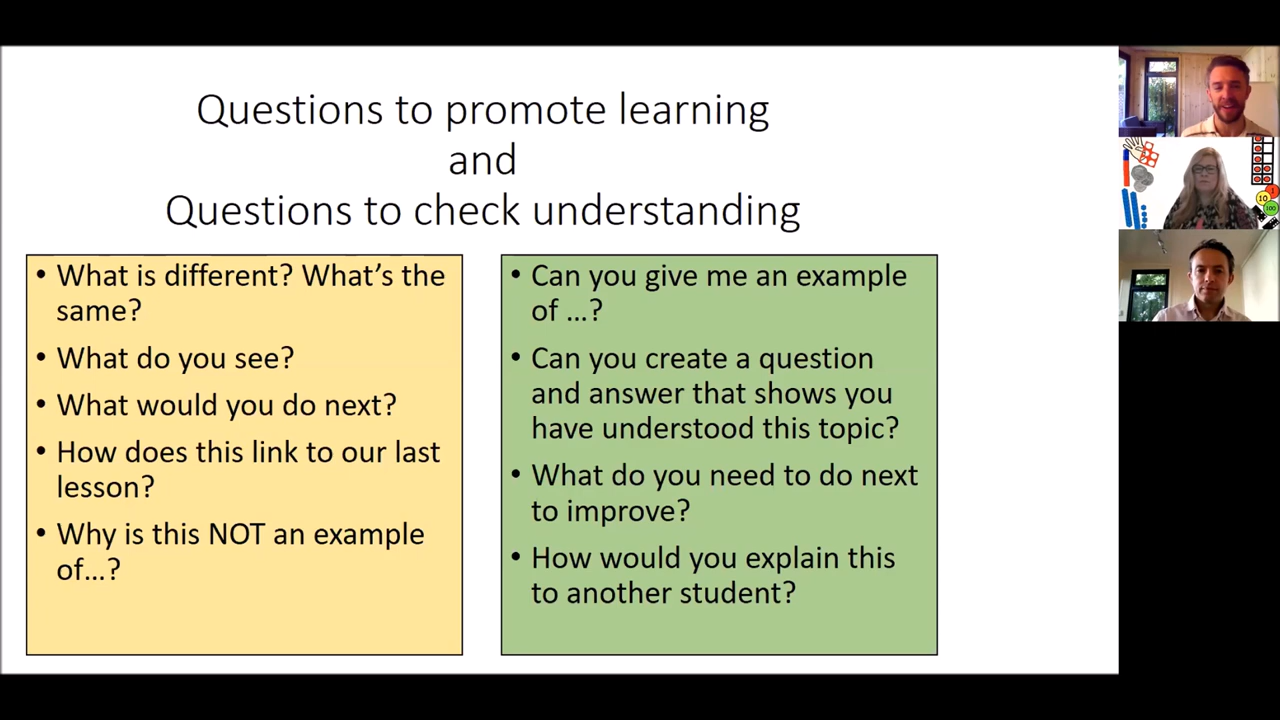 Questions to promote learning
and
Questions to check understanding
• What is different? What's the
same?
• What do you see?
• What would you do next?
• How does this link to our last
lesson?
• Why is this NOT an example
of...?
• Can you give me an example
of ...?
• Can you create a question
and answer that shows you
have understood this topic?
• What do you need to do next
to improve?
• How would you explain this
to another student?
10
1
100